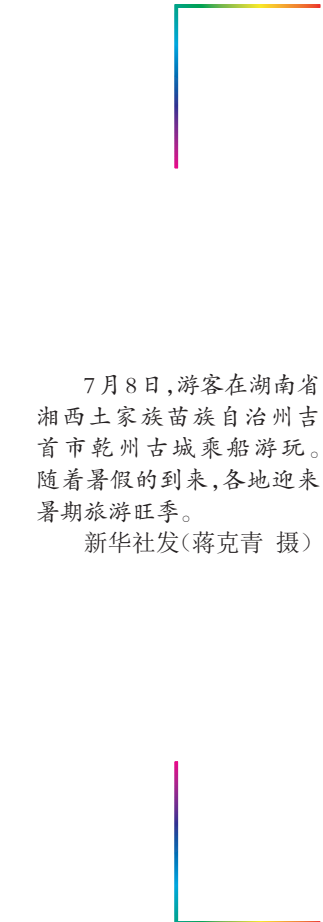 7月8日,游客在湖南省
湘西土家族苗族自治州吉
首市乾州古城乘船游玩。
随着暑假的到来,各地迎来
暑期旅游旺季。
新华社发(蒋克青 摄)